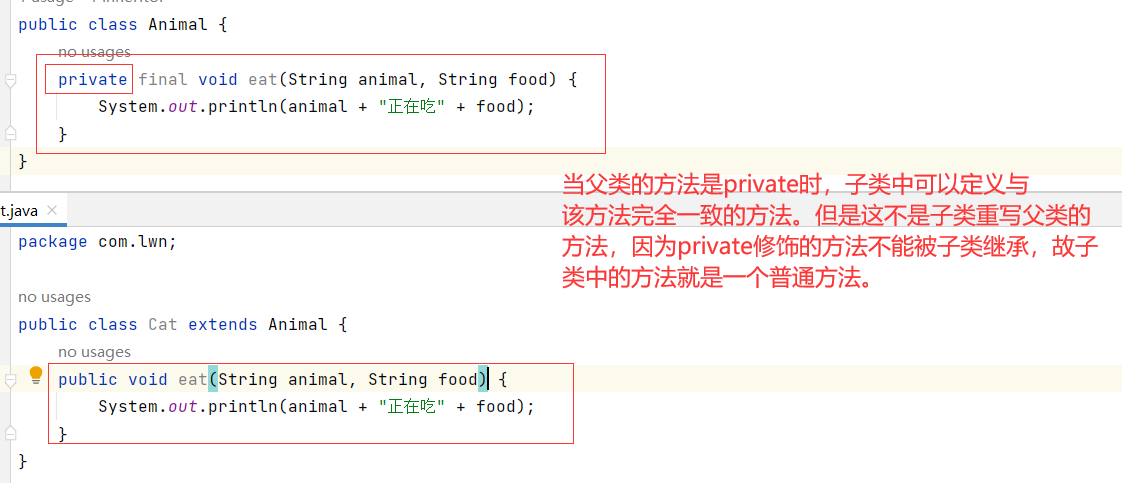 public class Animal {
no usages
private final void eat(String animal, String food) {
System.out.println(animal + "正在吃" + food);
}
}
当父类的方法是private时，子类中可以定义与
该方法完全一致的方法。但是这不是子类重写父类的
方法，因为private修饰的方法不能被子类继承，故子
类中的方法就是一个普通方法。
t.java
package com.lwn;
no usages
public class Cat extends Animal {
no usages
public void eat(String animal, String food) {
System.out.println(animal + "正在吃" + food);
}
}